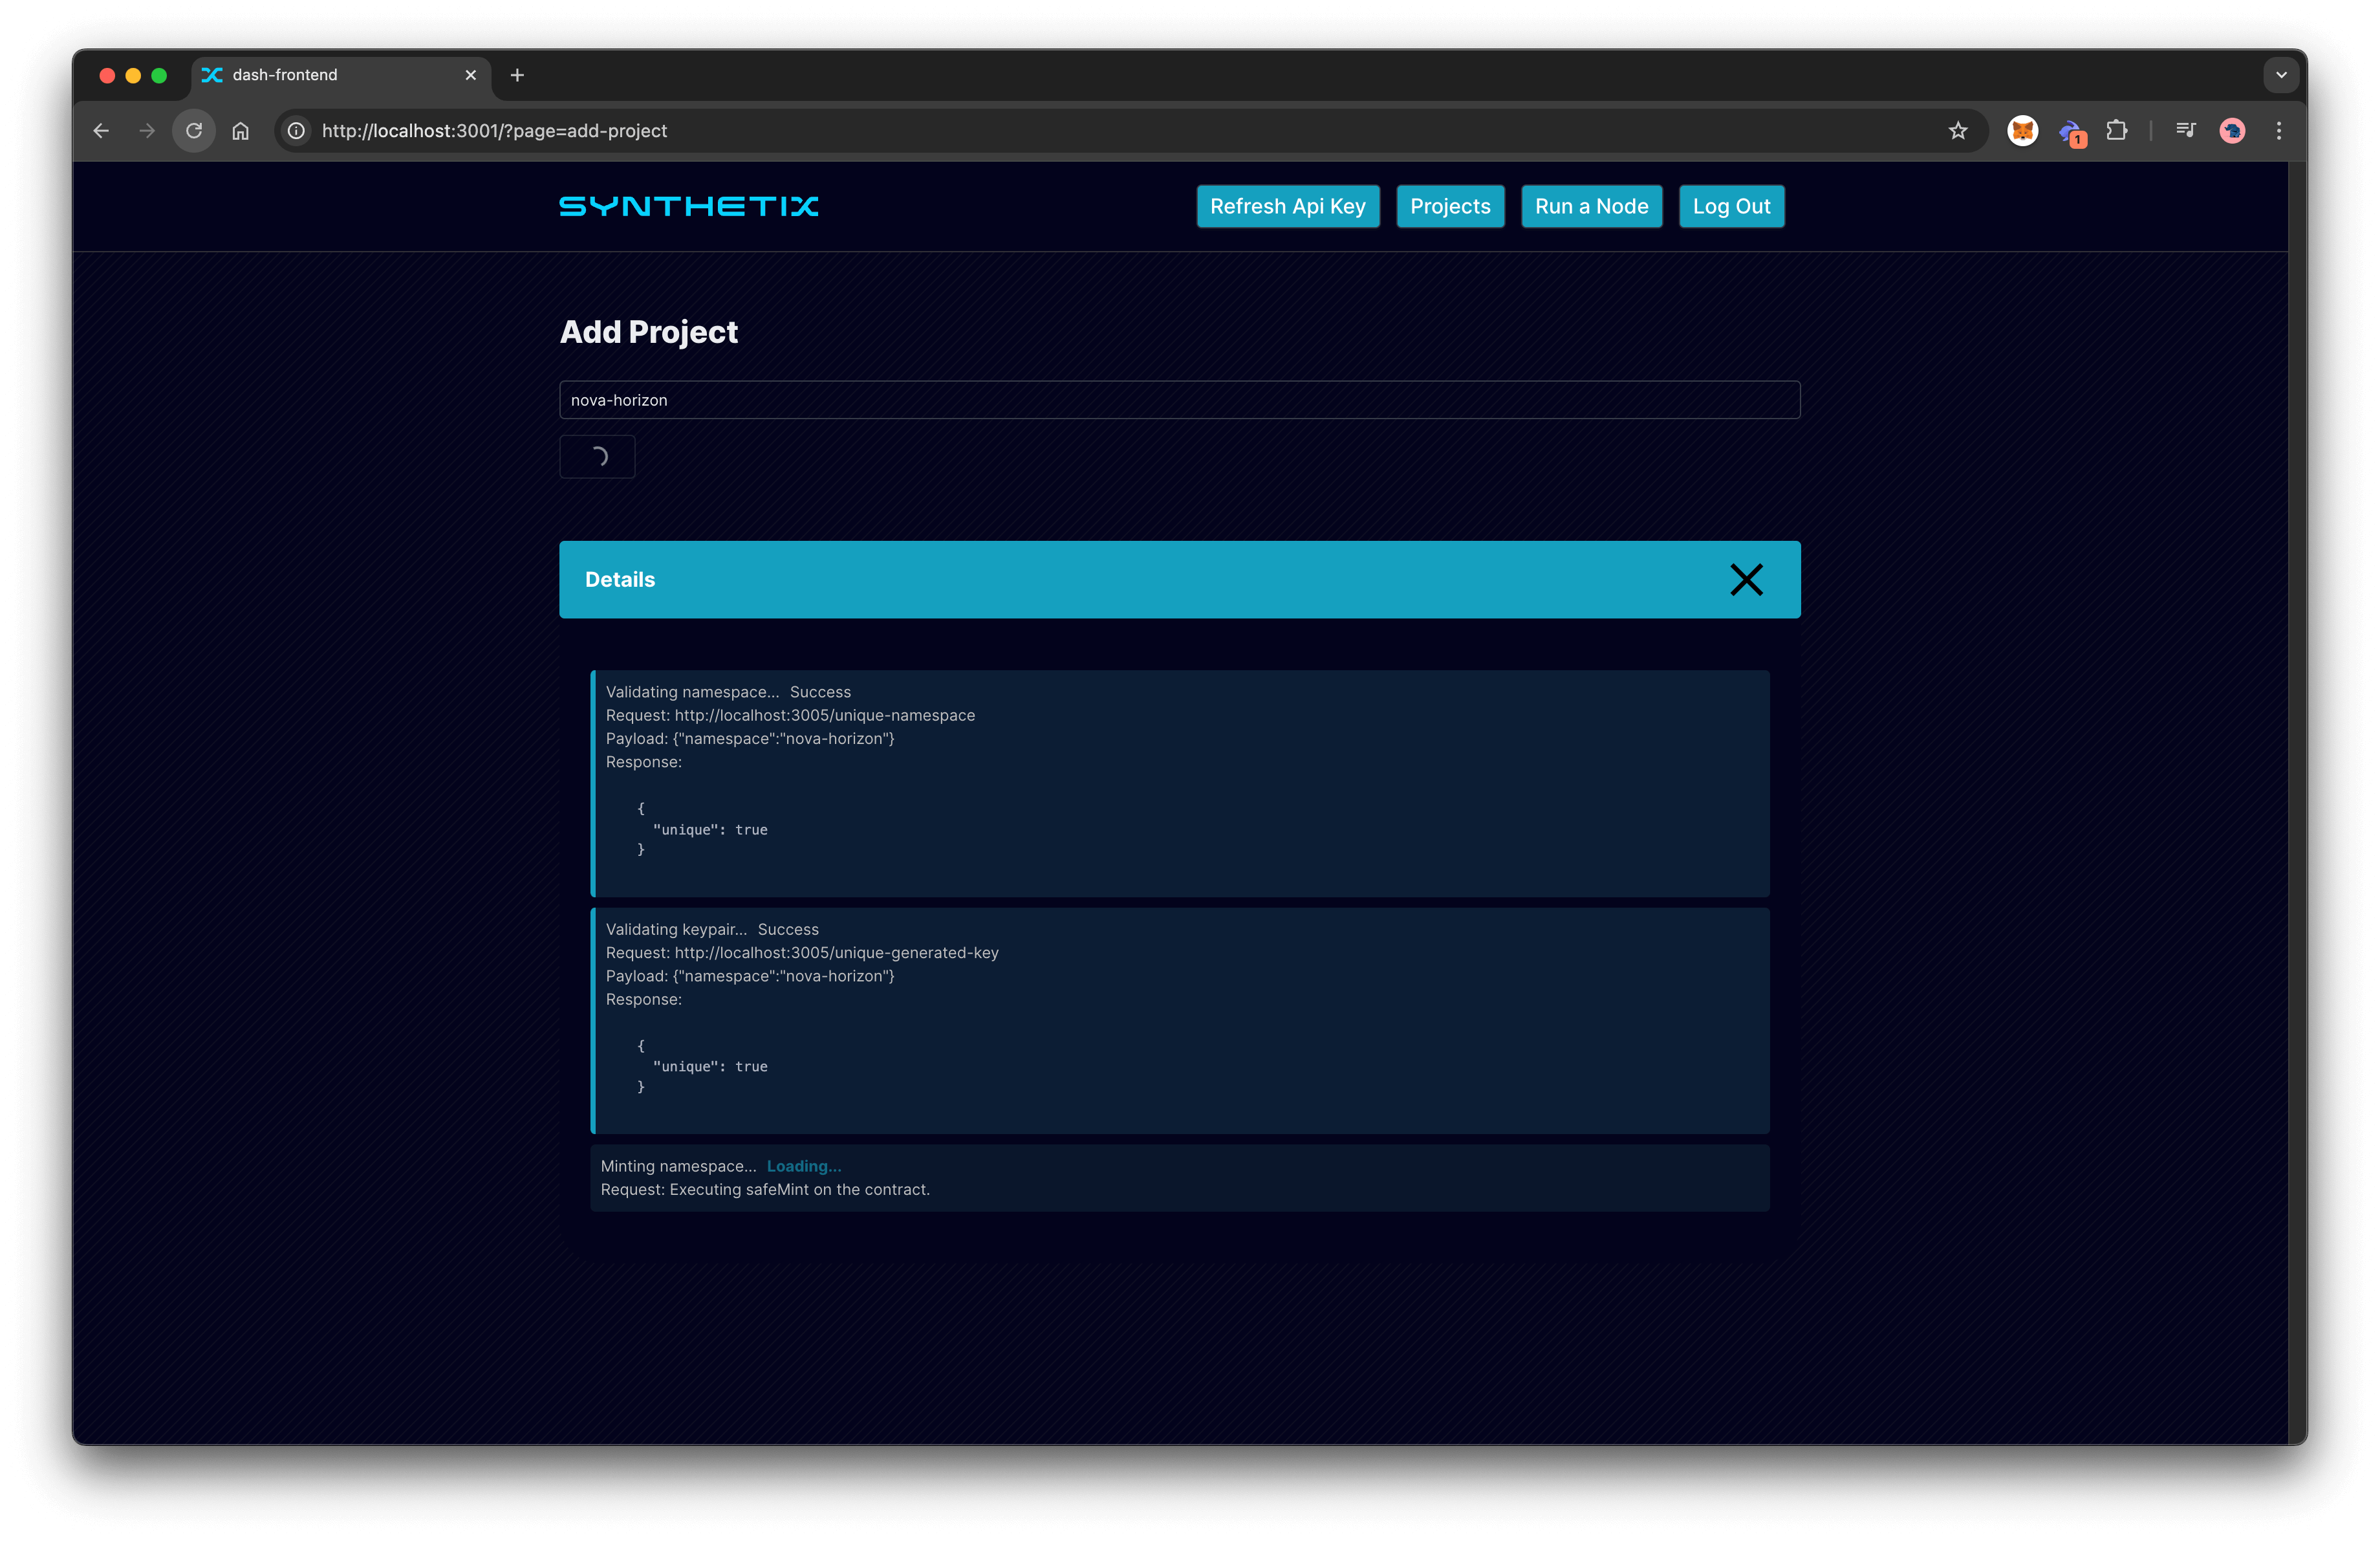 dash-frontend
http://localhost:3001/?page=add-project
1
SYNTHETIX
Refresh Api Key
Projects
Run a Node
Log Out
Add Project
nova-horizon
Details
Validating namespace... Success
Request: http://localhost:3005/unique-namespace
Payload: {"namespace":"nova-horizon"}
Response:
{
"unique": true
}
Validating keypair... Success
Request: http://localhost:3005/unique-generated-key
Payload: {"namespace":"nova-horizon"}
Response:
{
"unique": true
}
Minting namespace... Loading...
Request: Executing safeMint on the contract.